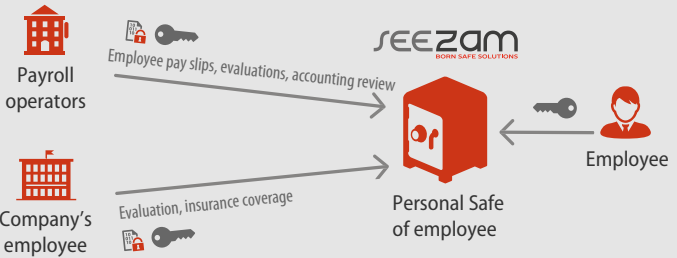 Payroll
operators
Employee pay slips, evaluations, accounting review
SEEZAM
BORN SAFE SOLUTIONS
Employee
Personal Safe
of employee
Company's
employee
Evaluation, insurance coverage